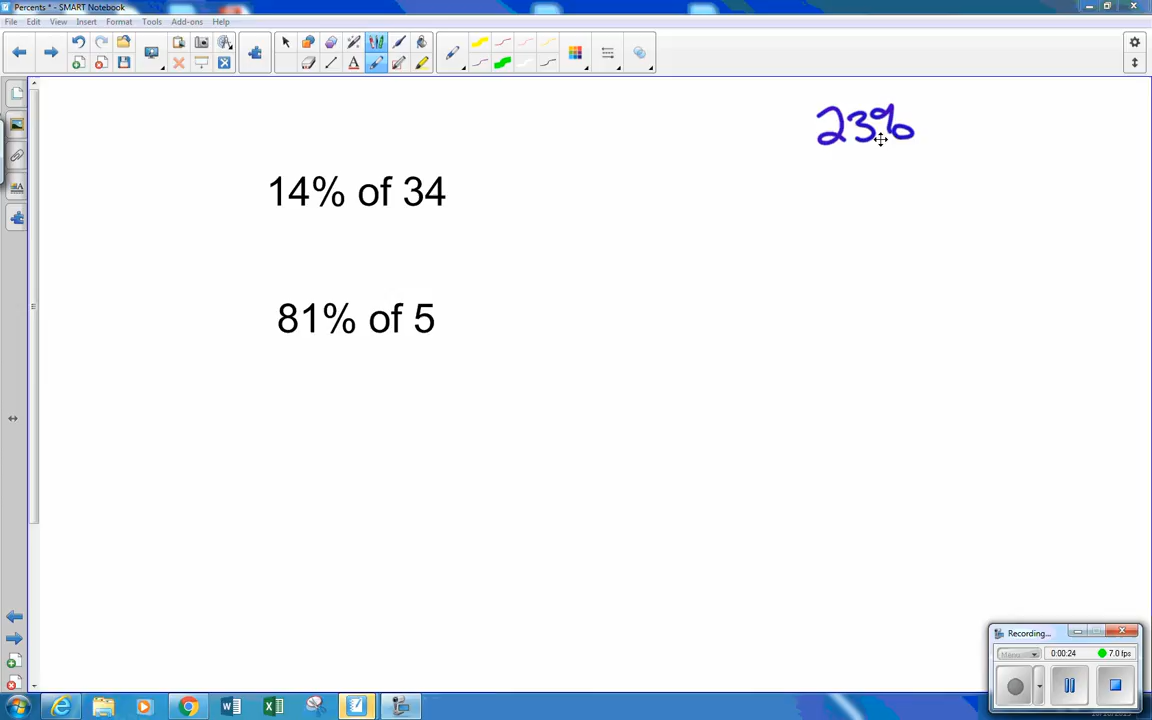 Percents * - SMART Notebook
File Edit View Insert Format Tools Add-ons Help
23%
14% of 34
81% of 5
Recording...
Menu
0:00:24
7.0 fps